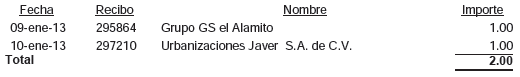 Fecha Recibo Nombre Importe
09-ene-13 295864 Grupo GS el Alamito 1.00
10-ene-13 297210 Urbanizaciones Javer S.A. de C.V. 1.00
Total 2.00